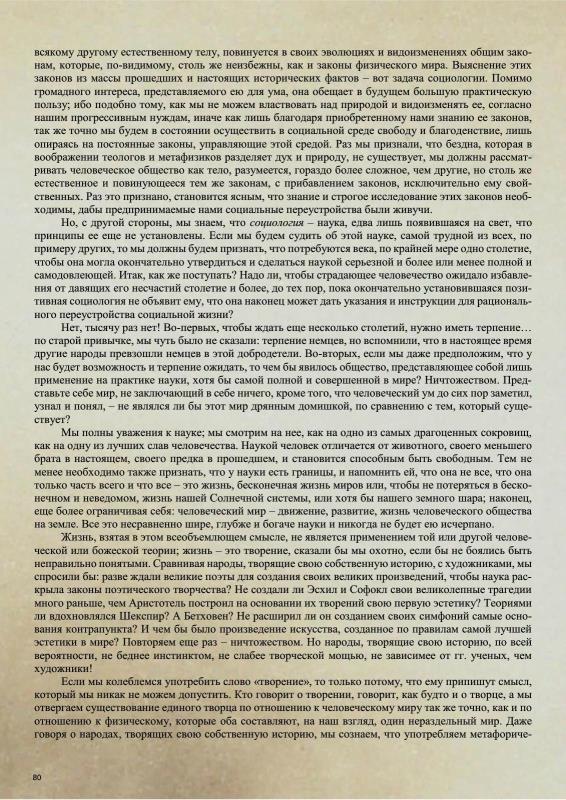 всякому другому естественному телу, повинуется в своих эволюциях и видоизменениях общим зако-
нам, которые, по-видимому, столь же неизбежны, как и законы физического мира. Выяснение этих
законов из массы прошедших и настоящих исторических фактов – вот задача социологии. Помимо
громадного интереса, представляемого ею для ума, она обещает в будущем большую практическую
пользу; ибо подобно тому, как мы не можем властвовать над природой и видоизменять ее, согласно
нашим прогрессивным нуждам, иначе как лишь благодаря приобретенному нами знанию ее законов,
так же точно мы будем в состоянии осуществить в социальной среде свободу и благоденствие, лишь
опираясь на постоянные законы, управляющие этой средой. Раз мы признали, что бездна, которая в
воображении теологов и метафизиков разделяет дух и природу, не существует, мы должны рассмат-
ривать человеческое общество как тело, разумеется, гораздо более сложное, чем другие, но столь же
естественное и повинующееся тем же законам, с прибавлением законов, исключительно ему свой-
ственных. Раз это признано, становится ясным, что знание и строгое исследование этих законов необ-
ходимы, дабы предпринимаемые нами социальные переустройства были живучи.
Но, с другой стороны, мы знаем, что социология – наука, едва лишь появившаяся на свет, что
принципы ее еще не установлены. Если мы будем судить об этой науке, самой трудной из всех, по
примеру других, то мы должны будем признать, что потребуются века, по крайней мере одно столетие,
чтобы она могла окончательно утвердиться и сделаться наукой серьезной и более или менее полной и
самодовлеющей. Итак, как же поступать? Надо ли, чтобы страдающее человечество ожидало избавле-
ния от давящих его несчастий столетие и более, до тех пор, пока окончательно установившаяся пози-
тивная социология не объявит ему, что она наконец может дать указания и инструкции для рациональ-
ного переустройства социальной жизни?
Нет, тысячу раз нет! Во-первых, чтобы ждать еще несколько столетий, нужно иметь терпение…
по старой привычке, мы чуть было не сказали: терпение немцев, но вспомнили, что в настоящее время
другие народы превзошли немцев в этой добродетели. Во-вторых, если мы даже предположим, что у
нас будет возможность и терпение ожидать, то чем бы явилось общество, представляющее собой лишь
применение на практике науки, хотя бы самой полной и совершенной в мире? Ничтожеством. Пред-
ставьте себе мир, не заключающий в себе ничего, кроме того, что человеческий ум до сих пор заметил,
узнал и понял, – не являлся ли бы этот мир дрянным домишкой, по сравнению с тем, который суще-
ствует?
Мы полны уважения к науке; мы смотрим на нее, как на одно из самых драгоценных сокровищ,
как на одну из лучших слав человечества. Наукой человек отличается от животного, своего меньшего
брата в настоящем, своего предка в прошедшем, и становится способным быть свободным. Тем не
менее необходимо также признать, что у науки есть границы, и напомнить ей, что она не все, что она
только часть всего и что все – это жизнь, бесконечная жизнь миров или, чтобы не потеряться в беско-
нечном и неведомом, жизнь нашей Солнечной системы, или хотя бы нашего земного шара; наконец,
еще более ограничивая себя: человеческий мир – движение, развитие, жизнь человеческого общества
на земле. Все это несравненно шире, глубже и богаче науки и никогда не будет ею исчерпано.
Жизнь, взятая в этом всеобъемлющем смысле, не является применением той или другой челове-
ческой или божеской теории; жизнь – это творение, сказали бы мы охотно, если бы не боялись быть
неправильно понятыми. Сравнивая народы, творящие свою собственную историю, с художниками, мы
спросили бы: разве ждали великие поэты для создания своих великих произведений, чтобы наука рас-
крыла законы поэтического творчества? Не создали ли Эсхил и Софокл свои великолепные трагедии
много раньше, чем Аристотель построил на основании их творений свою первую эстетику? Теориями
ли вдохновлялся Шекспир? А Бетховен? Не расширил ли он созданием своих симфоний самые осно-
вания контрапункта? И чем бы было произведение искусства, созданное по правилам самой лучшей
эстетики в мире? Повторяем еще раз – ничтожеством. Но народы, творящие свою историю, по всей
вероятности, не беднее инстинктом, не слабее творческой мощью, не зависимее от гг. ученых, чем
художники!
Если мы колеблемся употребить слово «творение», то только потому, что ему припишут смысл,
который мы никак не можем допустить. Кто говорит о творении, говорит, как будто и о творце, а мы
отвергаем существование единого творца по отношению к человеческому миру так же точно, как и по
отношению к физическому, которые оба составляют, на наш взгляд, один нераздельный мир. Даже
говоря о народах, творящих свою собственную историю, мы сознаем, что употребляем метафориче-
80